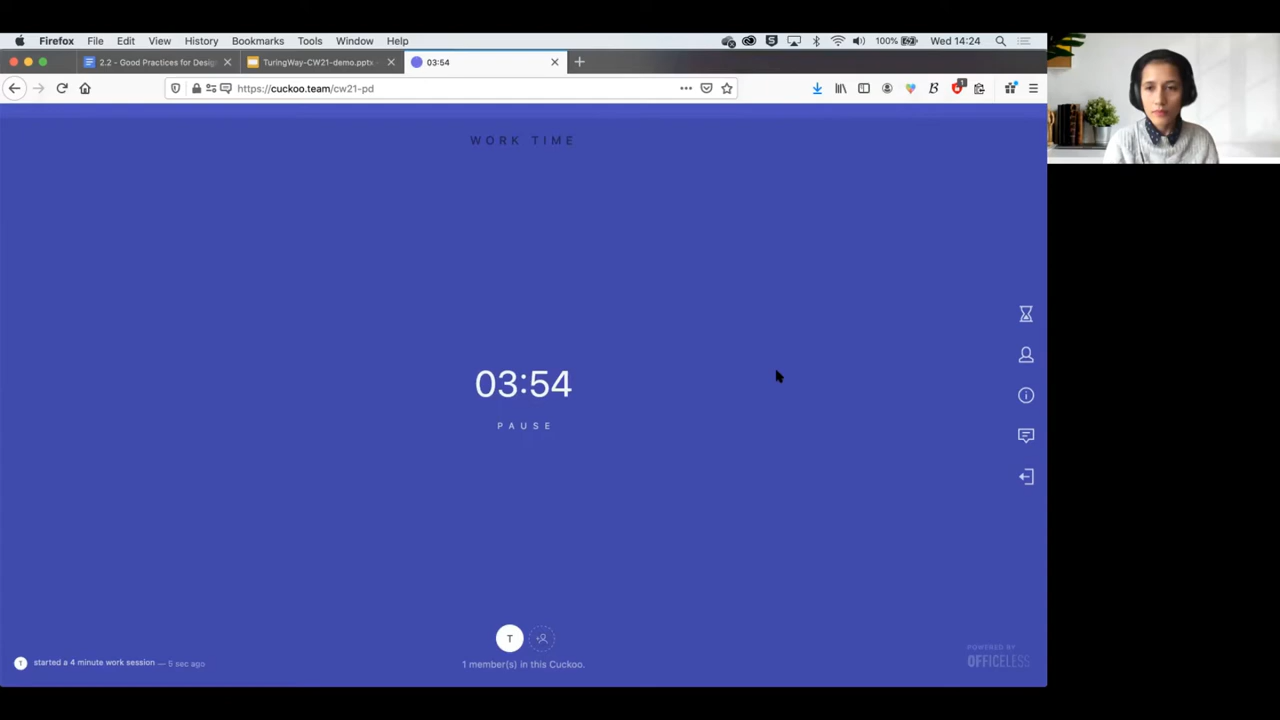 Firefox File Edit View History Bookmarks Tools Window Help 100% Wed 14:24
2.2 - Good Practices for Desig TuringWay-CW21-demo.pptx - 03:54
https://cuckoo.team/cw21-pd
WORK TIME
03:54
PAUSE
T
1 member(s) in this Cuckoo.
T started a 4 minute work session — 5 sec ago
POWERED BY
OFFICELESS